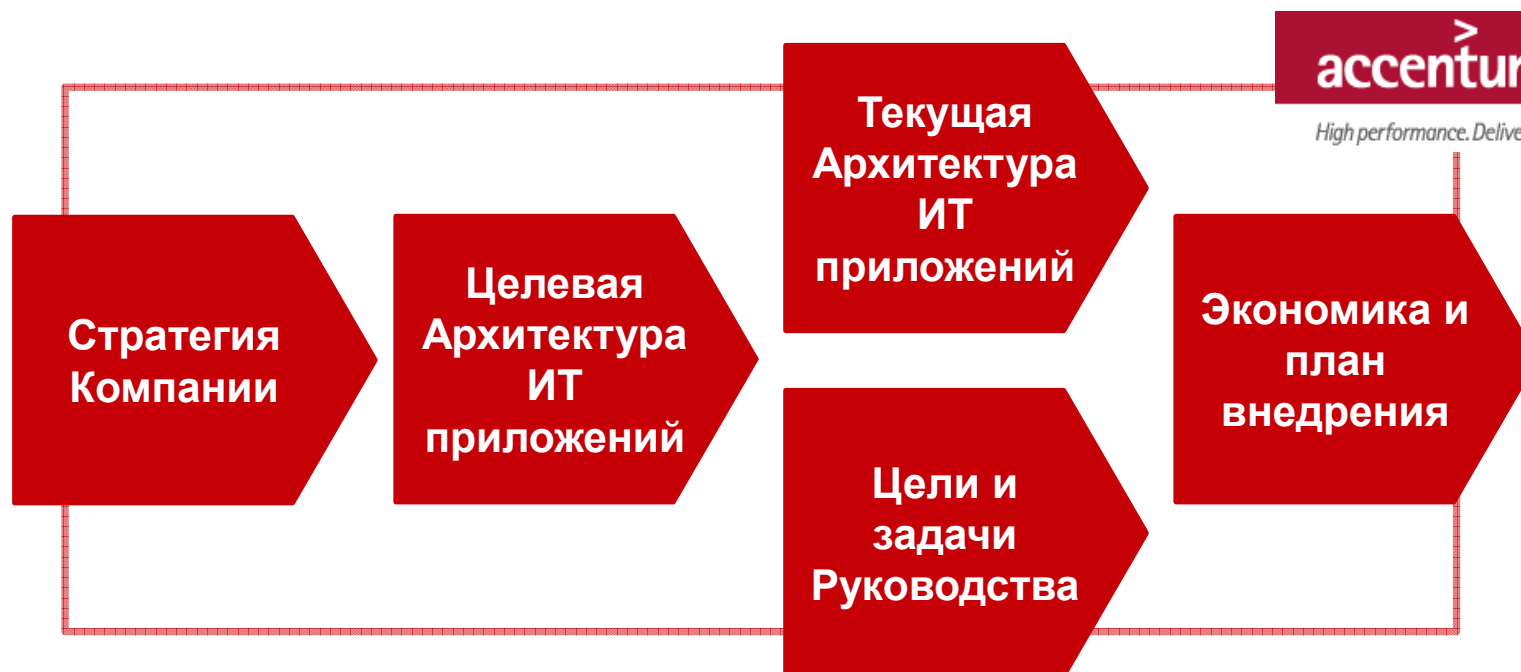 >
accentur
High performance. Delive
Стратегия
Компании
Целевая
Архитектура
ИТ
приложений
Текущая
Архитектура
ИТ
приложений
Цели и
задачи
Руководства
Экономика и
план
внедрения